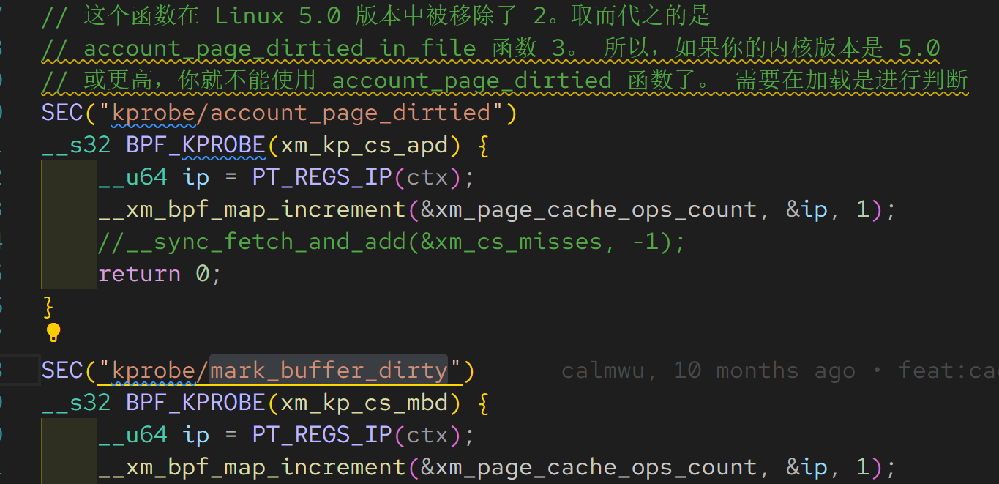 // 这个函数在 Linux 5.0 版本中被移除了 2。取而代之的是
// account_page_dirtied_in_file 函数 3。 所以，如果你的内核版本是 5.0
// 或更高，你就不能使用 account_page_dirtied 函数了。 需要在加载是进行判断
SEC("kprobe/account_page_dirtied")
__s32 BPF_KPROBE(xm_kp_cs_apd) {
__u64 ip = PT_REGS_IP(ctx);
__xm_bpf_map_increment(&xm_page_cache_ops_count, &ip, 1);
//__sync_fetch_and_add(&xm_cs_misses, -1);
return 0;
}
SEC("kprobe/mark_buffer_dirty") calmwu, 10 months ago • feat:ca
__s32 BPF_KPROBE(xm_kp_cs_mbd) {
__u64 ip = PT_REGS_IP(ctx);
__xm_bpf_map_increment(&xm_page_cache_ops_count, &ip, 1);